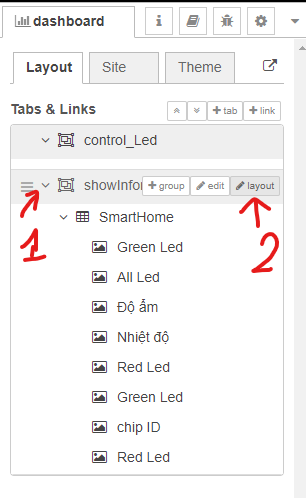 dashboard
Layout Site Theme
Tabs & Links + tab + link
control_Led
showInfor + group edit layout
1 2
SmartHome
Green Led
All Led
Độ ẩm
Nhiệt độ
Red Led
Green Led
chip ID
Red Led